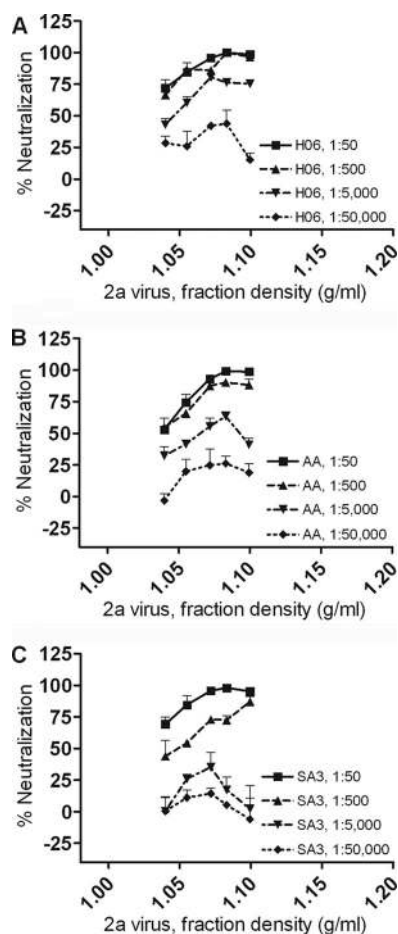 A
% Neutralization
125
100
75
50
25
0
-25
H06, 1:50
H06, 1:500
H06, 1:5,000
H06, 1:50,000
1.00 1.05 1.10 1.15 1.20
2a virus, fraction density (g/ml)
B
% Neutralization
125
100
75
50
25
0
-25
AA, 1:50
AA, 1:500
AA, 1:5,000
AA, 1:50,000
1.00 1.05 1.10 1.15 1.20
2a virus, fraction density (g/ml)
C
% Neutralization
125
100
75
50
25
0
-25
SA3, 1:50
SA3, 1:500
SA3, 1:5,000
SA3, 1:50,000
1.00 1.05 1.10 1.15 1.20
2a virus, fraction density (g/ml)